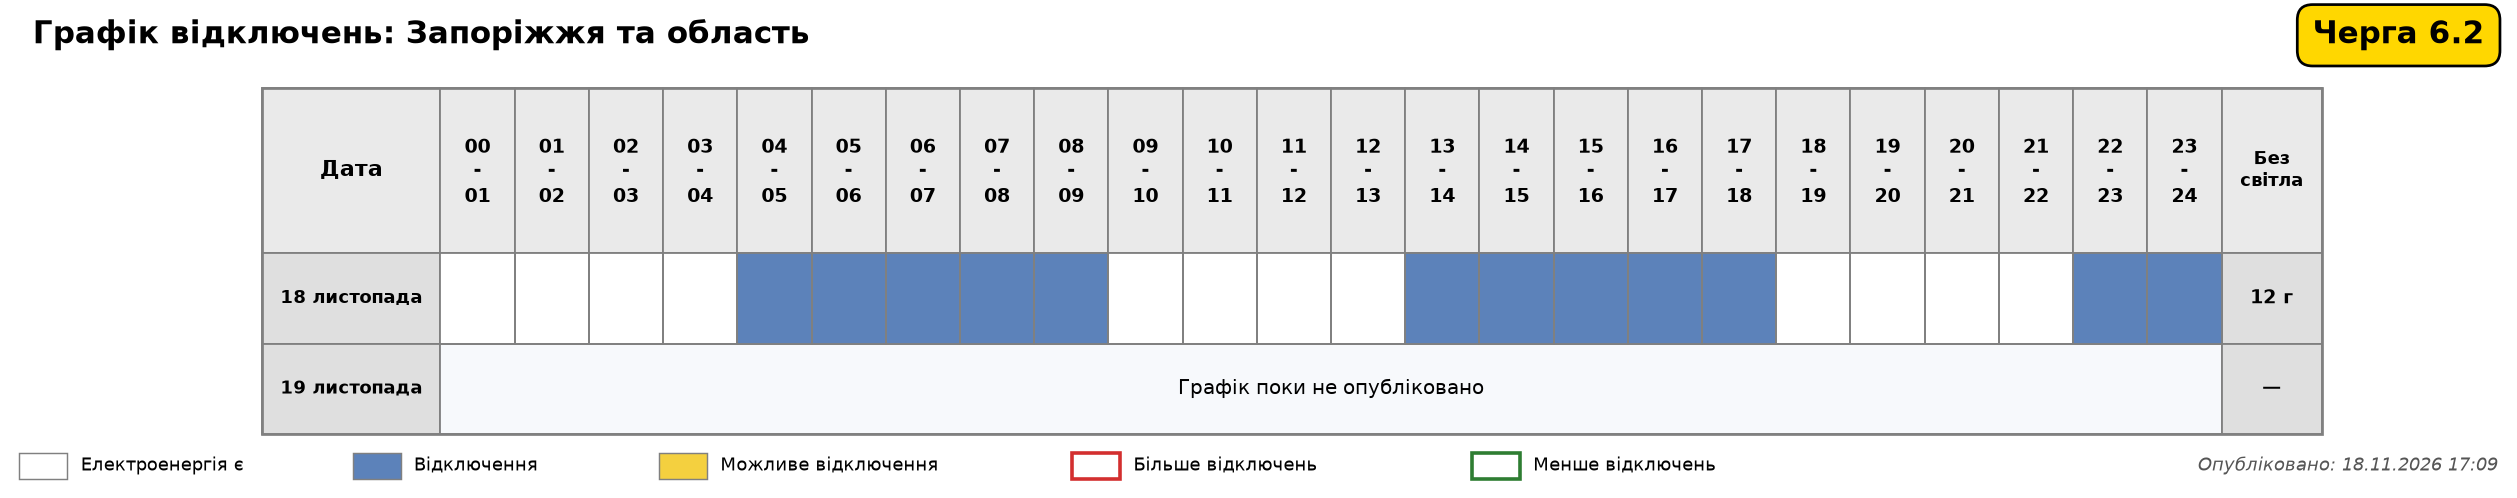 Графік відключень: Запоріжжя та область
Черга 6.2
Дата
00 - 01
01 - 02
02 - 03
03 - 04
04 - 05
05 - 06
06 - 07
07 - 08
08 - 09
09 - 10
10 - 11
11 - 12
12 - 13
13 - 14
14 - 15
15 - 16
16 - 17
17 - 18
18 - 19
19 - 20
20 - 21
21 - 22
22 - 23
23 - 24
Без
світла
18 листопада
12 г
19 листопада
Графік поки не опубліковано
—
Електроенергія є
Відключення
Можливе відключення
Більше відключень
Менше відключень
Опубліковано: 18.11.2026 17:09